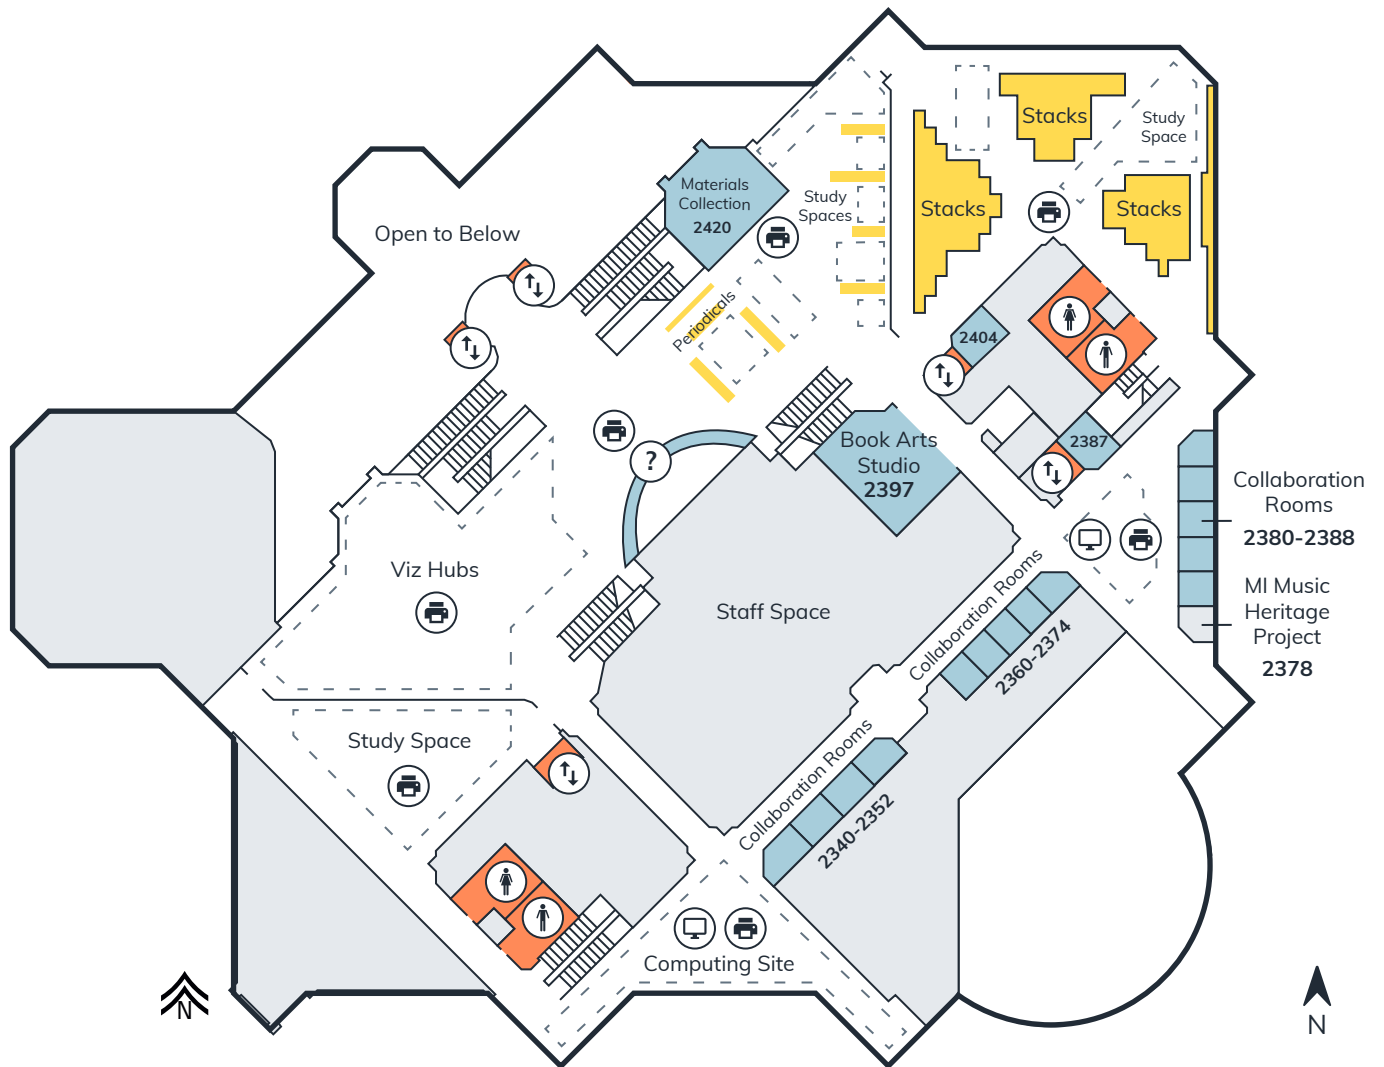 Stacks
Study
Space
Materials
Collection
2420
Study
Spaces
Stacks
Stacks
Open to Below
Periodicals
2404
Book Arts
Studio
2397
2387
?
Collaboration
Rooms
2380-2388
Viz Hubs
MI Music
Heritage
Project
2378
Staff Space
Collaboration Rooms
2360-2374
Study Space
Collaboration Rooms
2340-2352
Computing Site
N
N